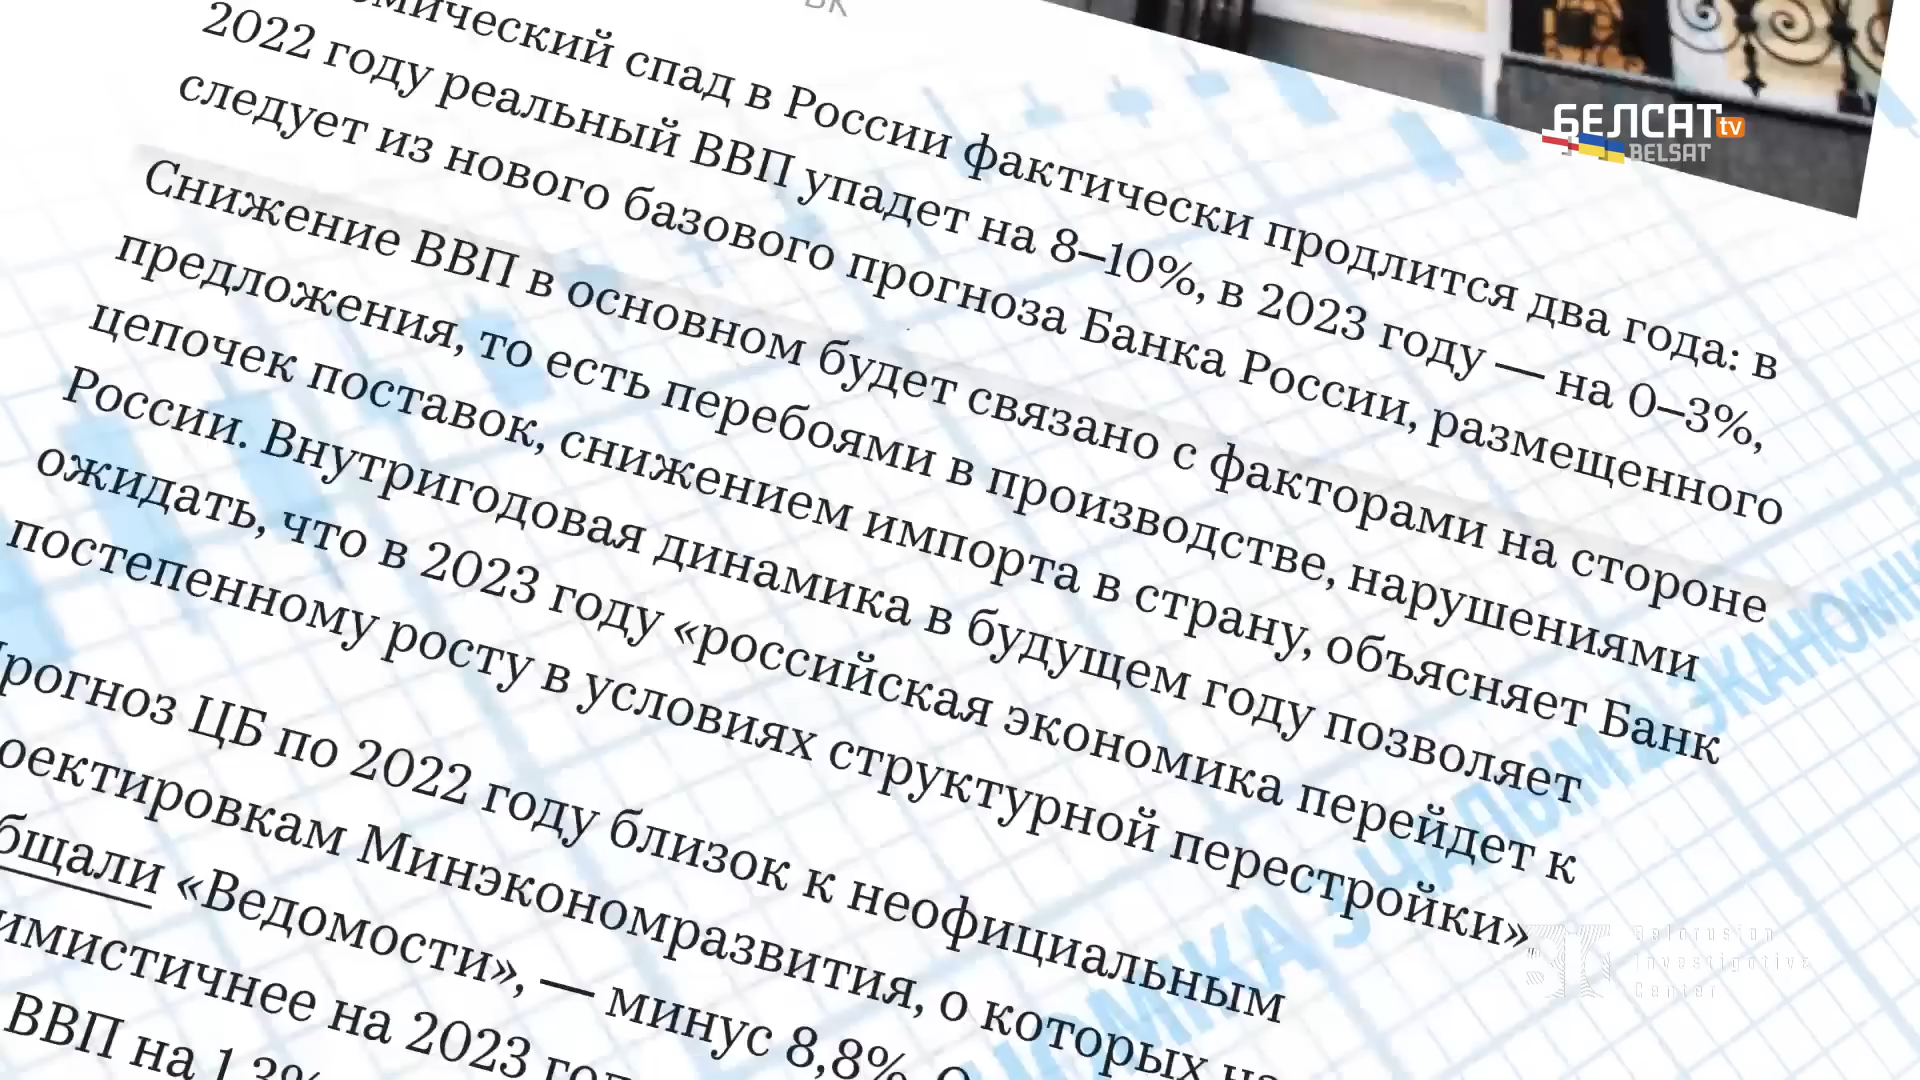 БЕЛСАТ tv
BELSAT
спад в России фактически продлится два года: в
2022 году реальный ВВП упадет на 8–10%, в 2023 году — на 0–3%,
следует из нового базового прогноза Банка России, размещенного
Снижение ВВП в основном будет связано с факторами на стороне
предложения, то есть перебоями в производстве, нарушениями
цепочек поставок, снижением импорта в страну, объясняет Банк
России. Внутригодовая динамика в будущем году позволяет
ожидать, что в 2023 году «российская экономика перейдет к
постепенному росту в условиях структурной перестройки»
рогноз ЦБ по 2022 году близок к неофициальным
оектировкам Минэкономразвития, о которых
бщали «Ведомости», — минус 8,8%.
имистичнее на 2023
ВВП на 1,3%
Belarusian
Investigative
Center